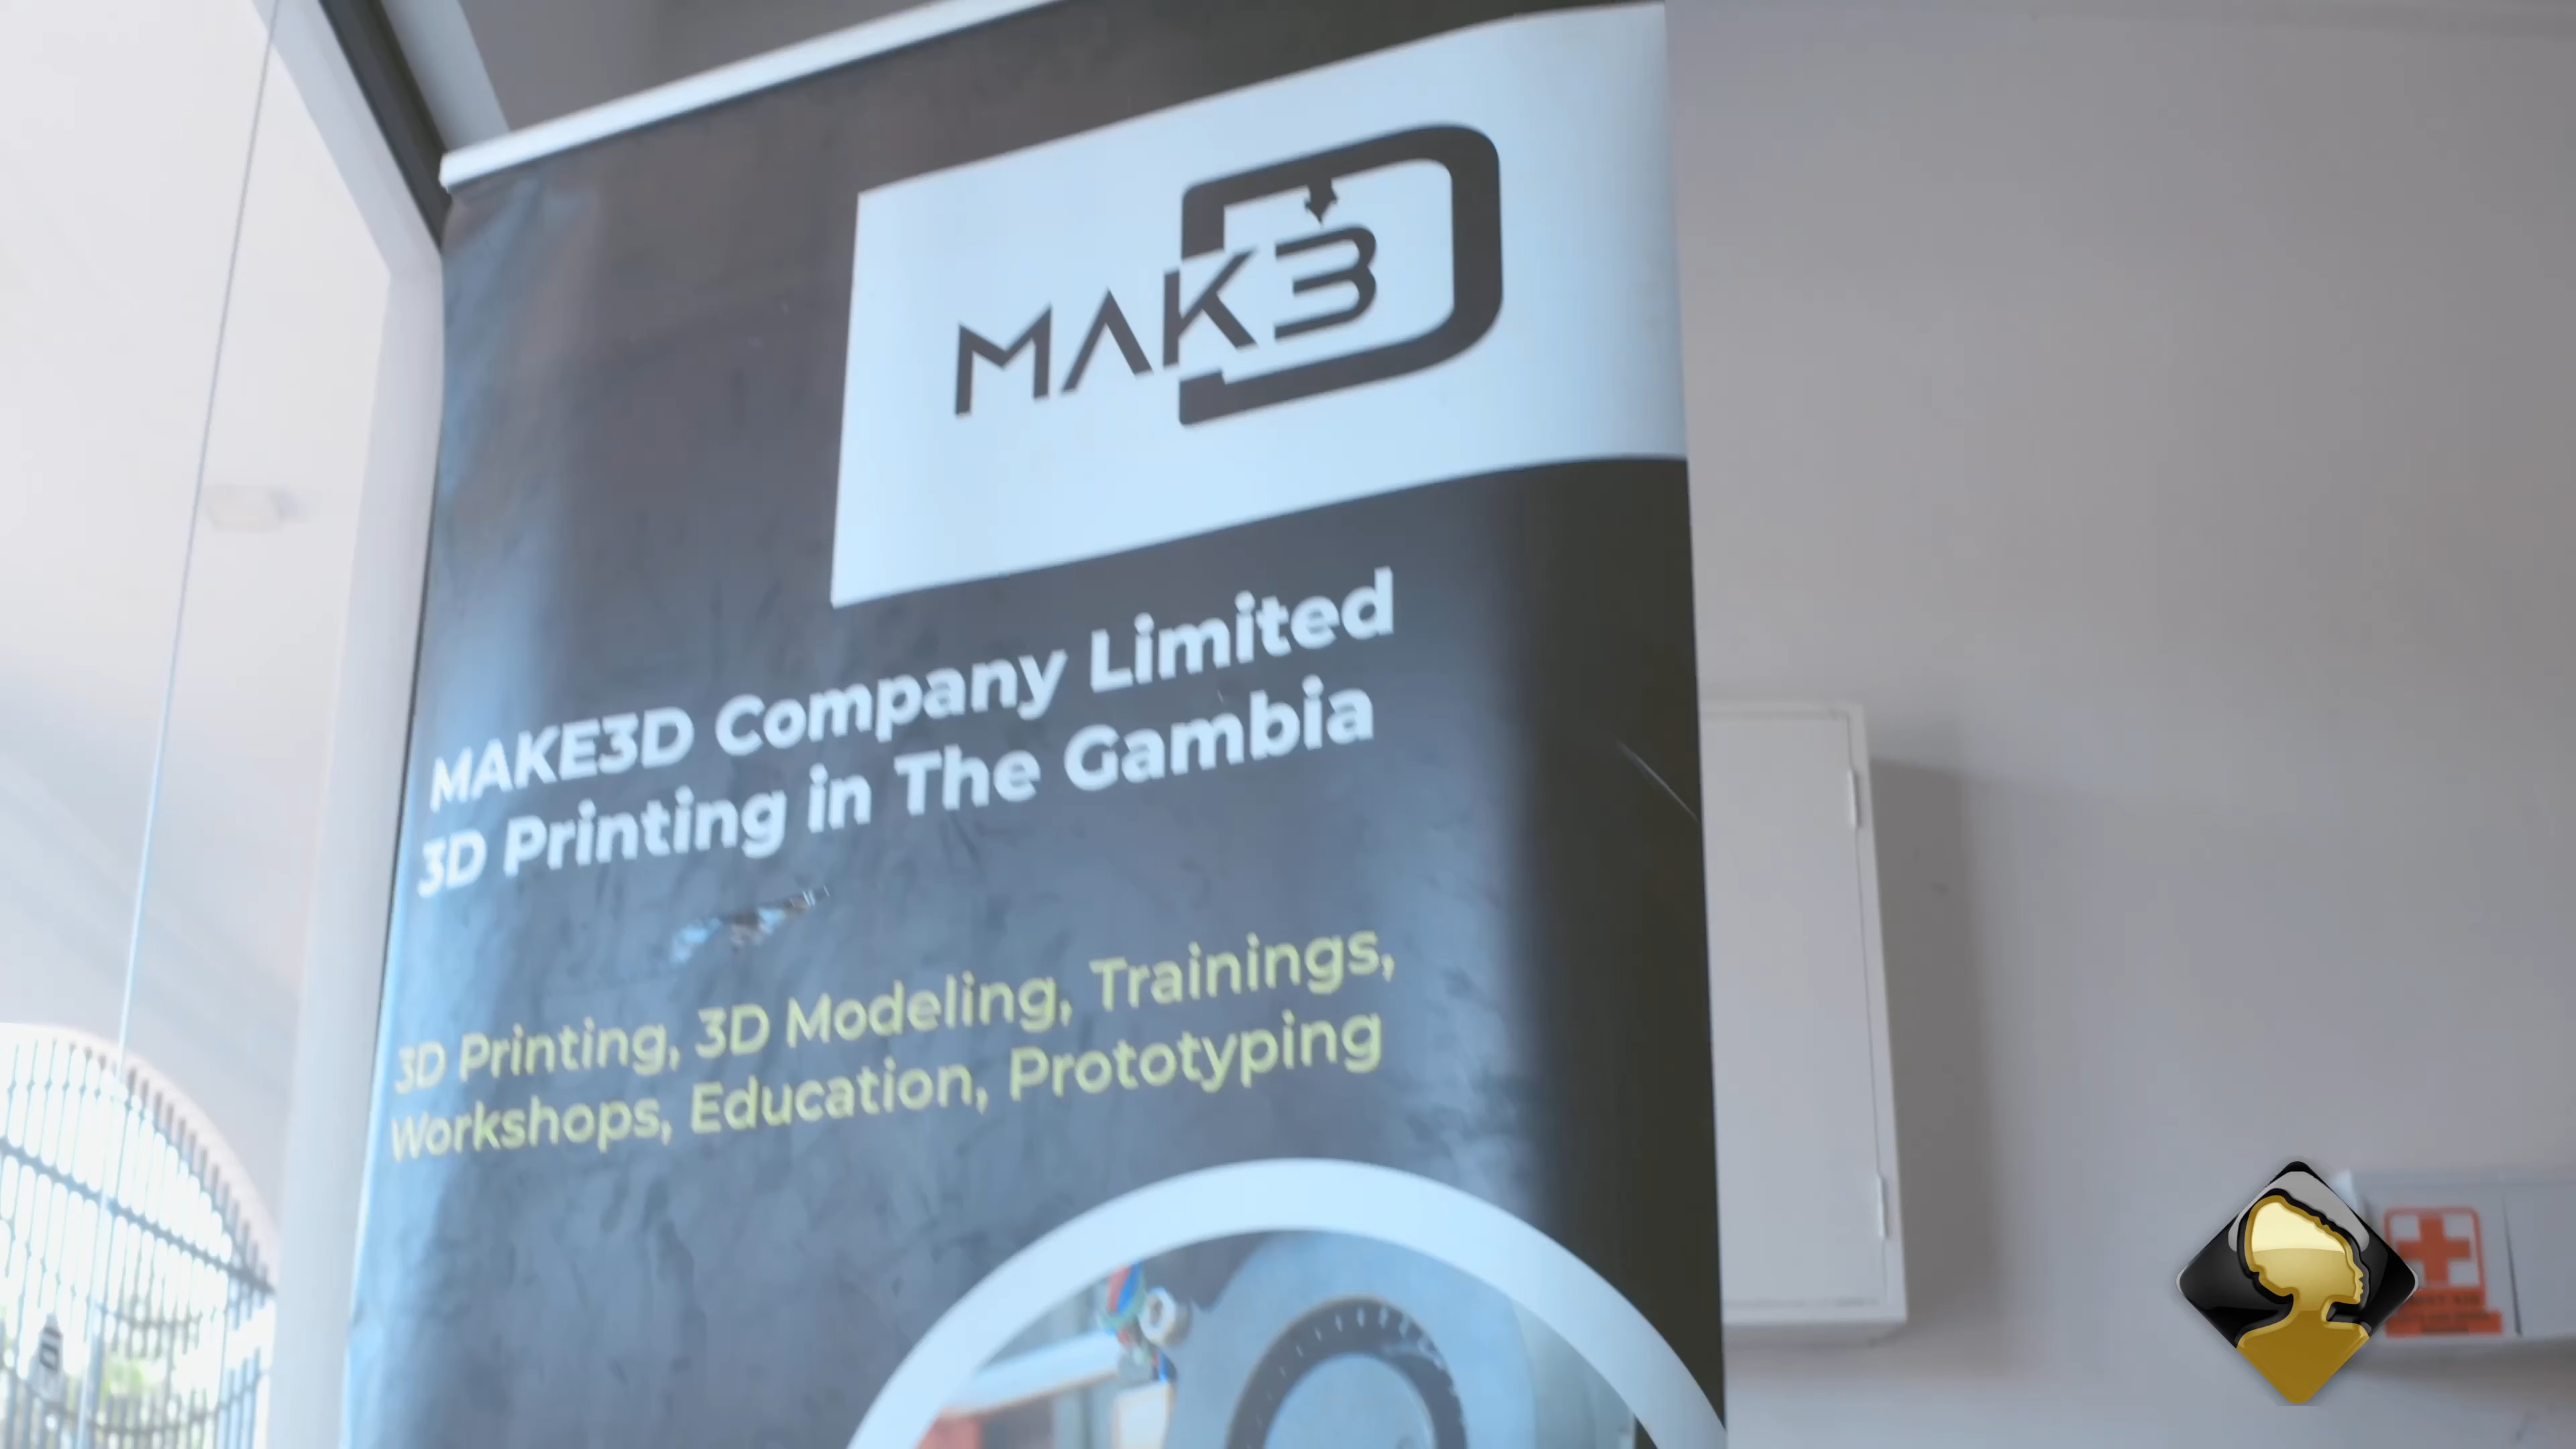 MAK3D
MAKE3D Company Limited
3D Printing in The Gambia
3D Printing, 3D Modeling, Trainings,
Workshops, Education, Prototyping